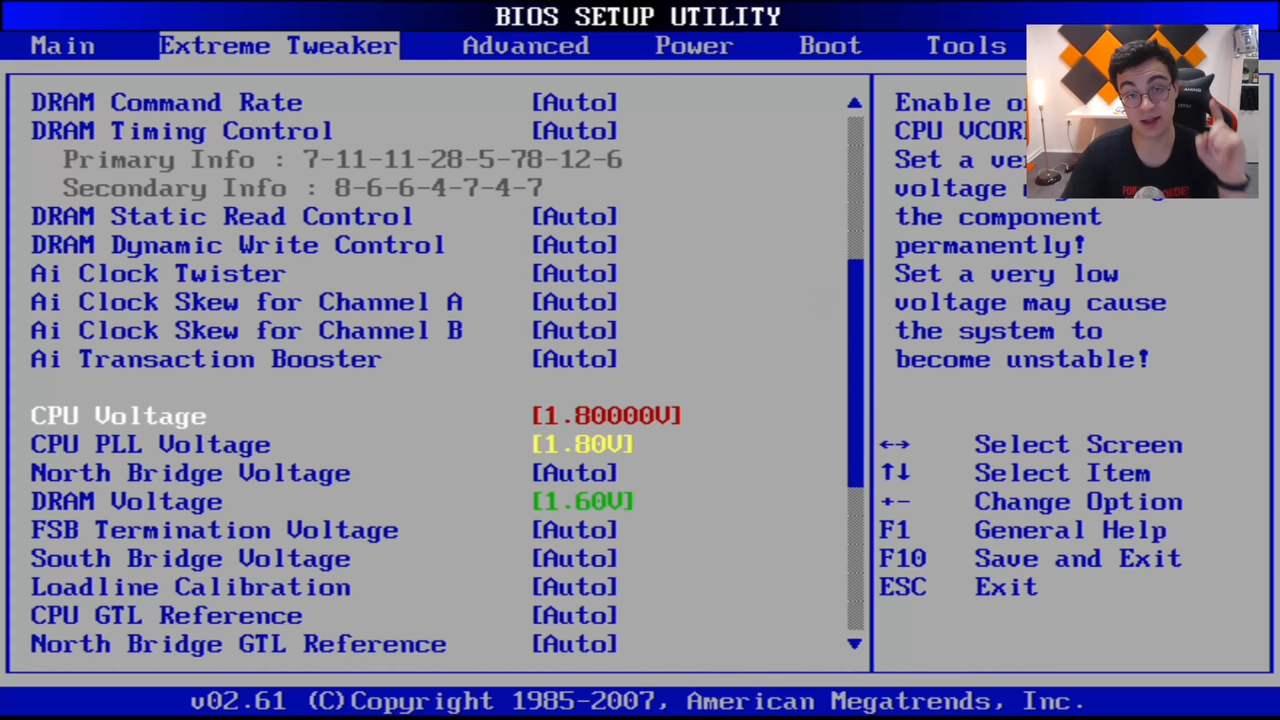 BIOS SETUP UTILITY
Main Extreme Tweaker Advanced Power Boot Tools
DRAM Command Rate [Auto]
DRAM Timing Control [Auto]
Primary Info : 7-11-11-28-5-78-12-6
Secondary Info : 8-6-6-4-7-4-7
DRAM Static Read Control [Auto]
DRAM Dynamic Write Control [Auto]
Ai Clock Twister [Auto]
Ai Clock Skew for Channel A [Auto]
Ai Clock Skew for Channel B [Auto]
Ai Transaction Booster [Auto]
CPU Voltage [1.80000V]
CPU PLL Voltage [1.80V]
North Bridge Voltage [Auto]
DRAM Voltage [1.60V]
FSB Termination Voltage [Auto]
South Bridge Voltage [Auto]
Loadline Calibration [Auto]
CPU GTL Reference [Auto]
North Bridge GTL Reference [Auto]
Enable
CPU
Set a
voltage
the component
permanently!
Set a very low
voltage may cause
the system to
become unstable!
↔ Select Screen
↑↓ Select Item
+- Change Option
F1 General Help
F10 Save and Exit
ESC Exit
v02.61 (C)Copyright 1985-2007, American Megatrends, Inc.